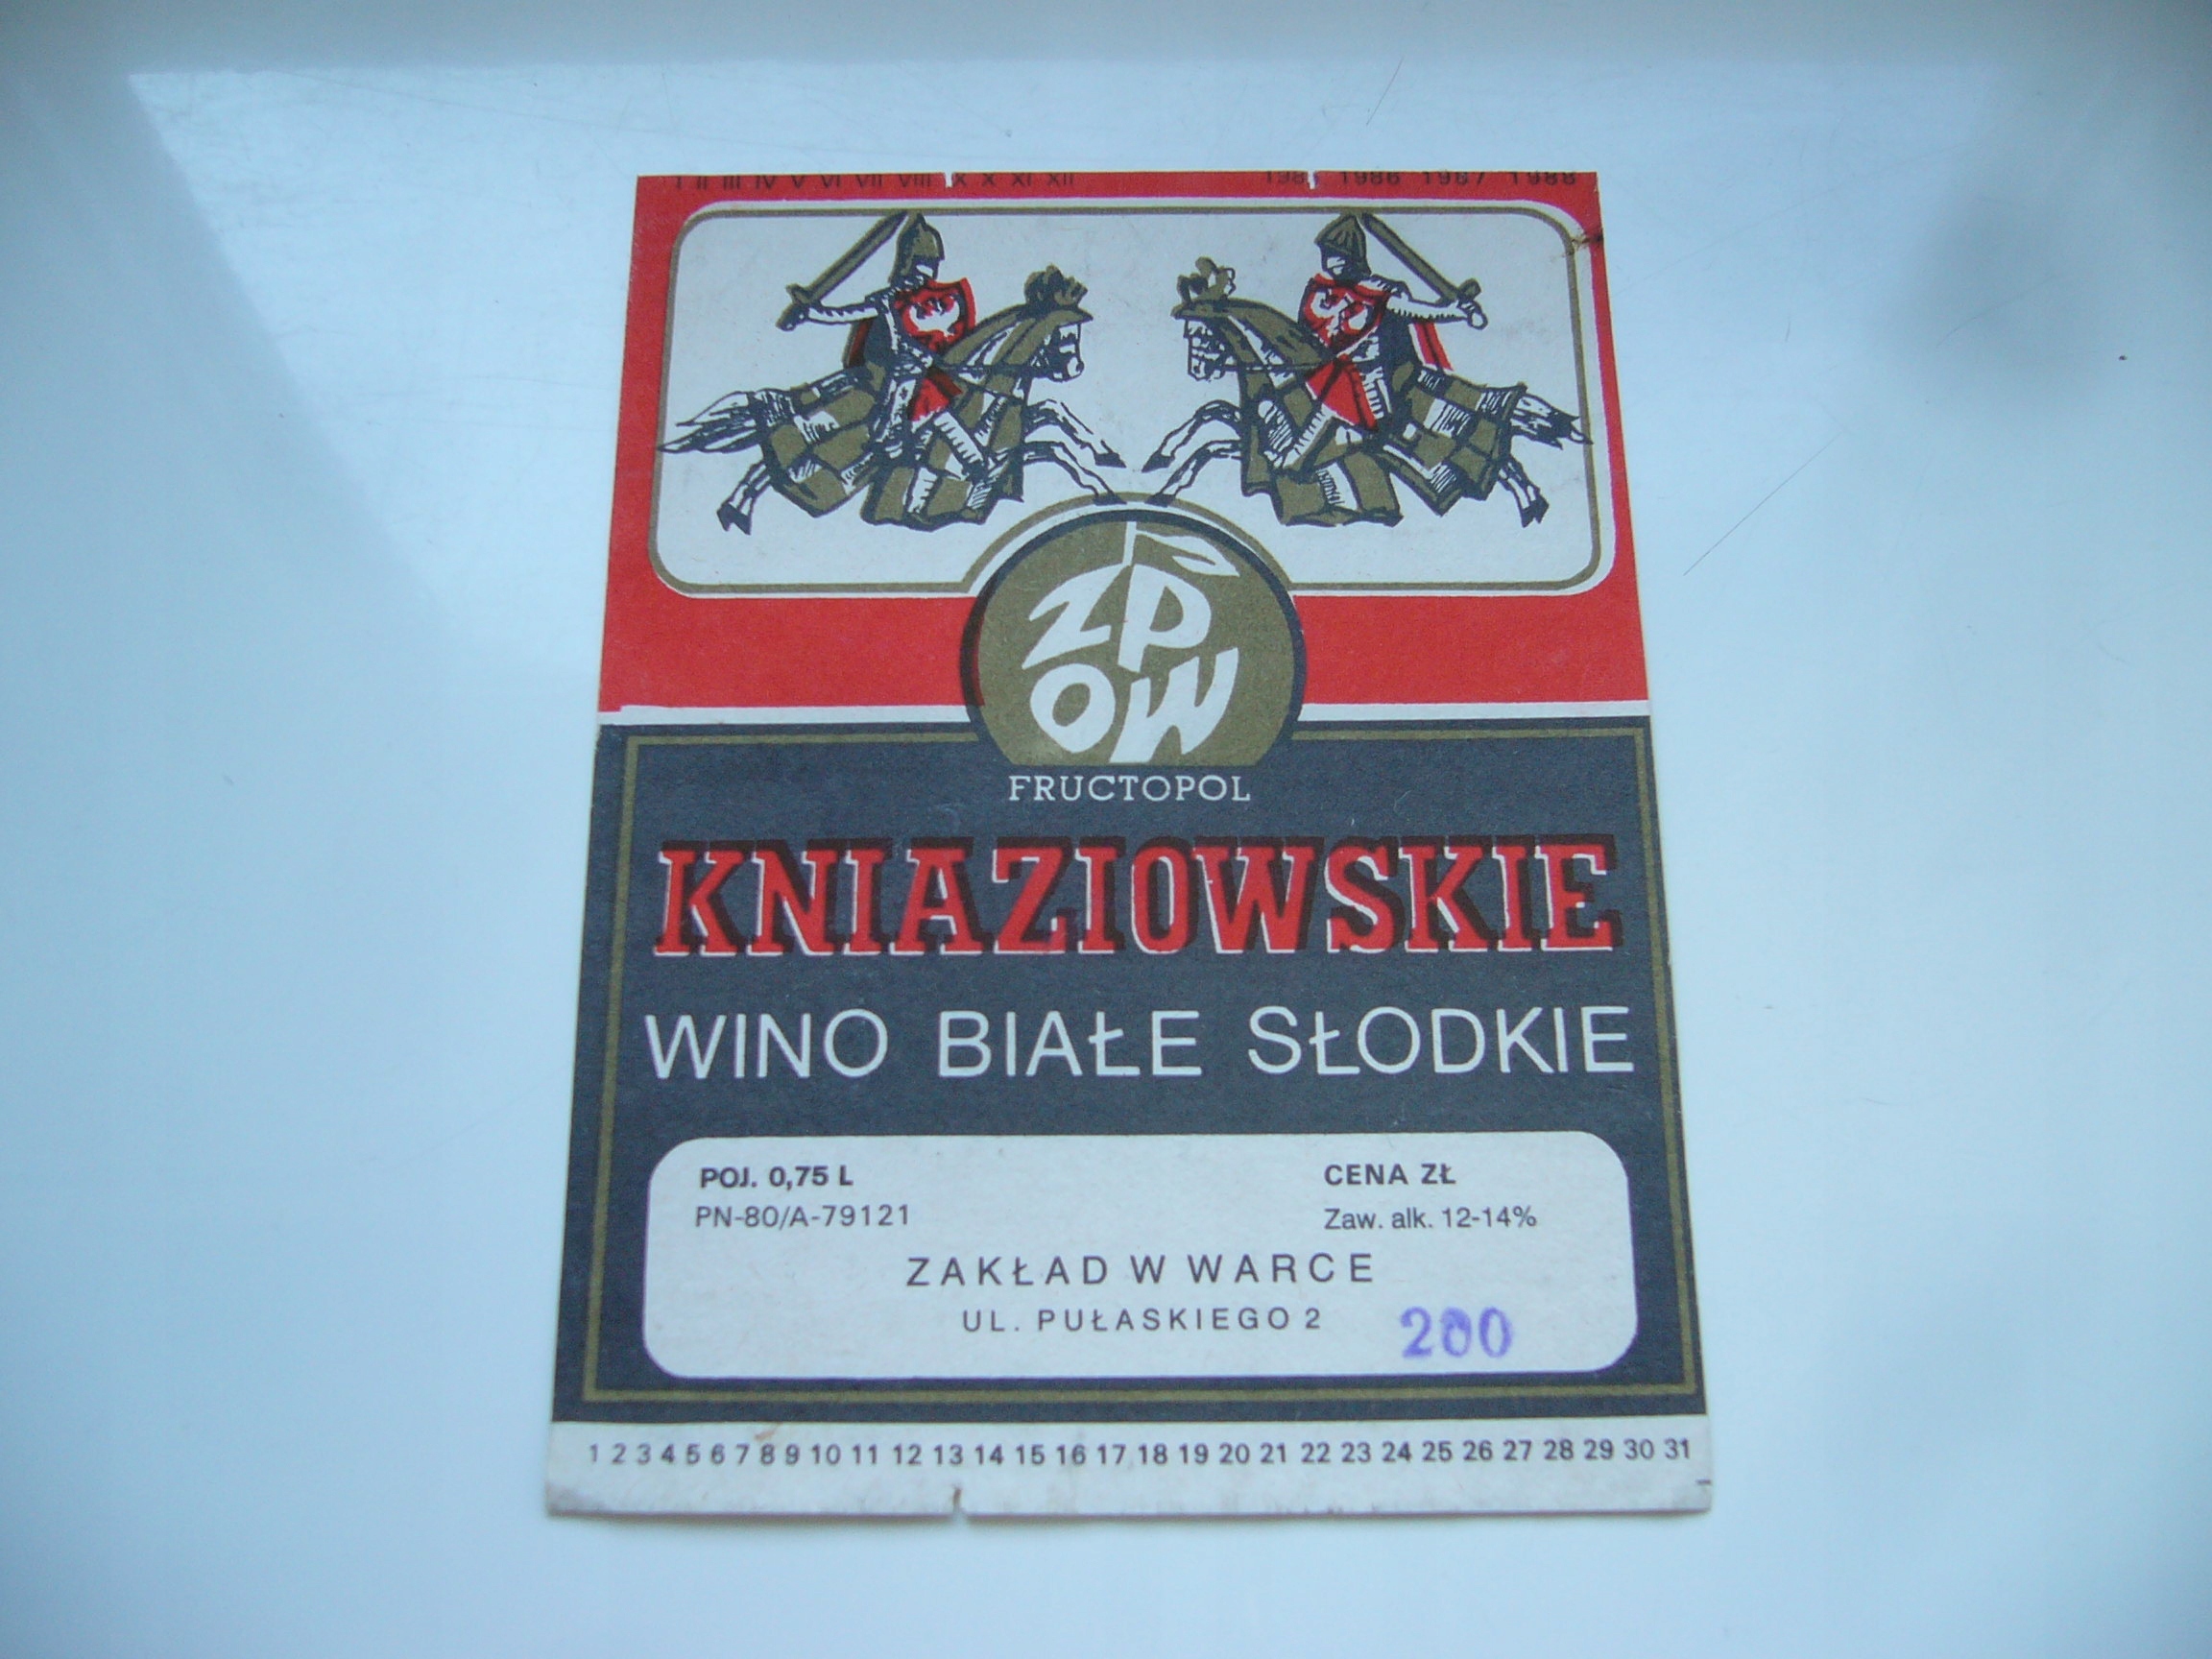 I II III IV V VI VII VIII IX X XI XII 1985 1986 1987 1988
ZP
OW
FRUCTOPOL
KNIAZIOWSKIE
WINO BIAŁE SŁODKIE
POJ. 0,75 L CENA ZŁ
PN-80/A-79121 Zaw. alk. 12-14%
ZAKŁAD W WARCE
UL. PUŁASKIEGO 2
200
1 2 3 4 5 6 7 8 9 10 11 12 13 14 15 16 17 18 19 20 21 22 23 24 25 26 27 28 29 30 31